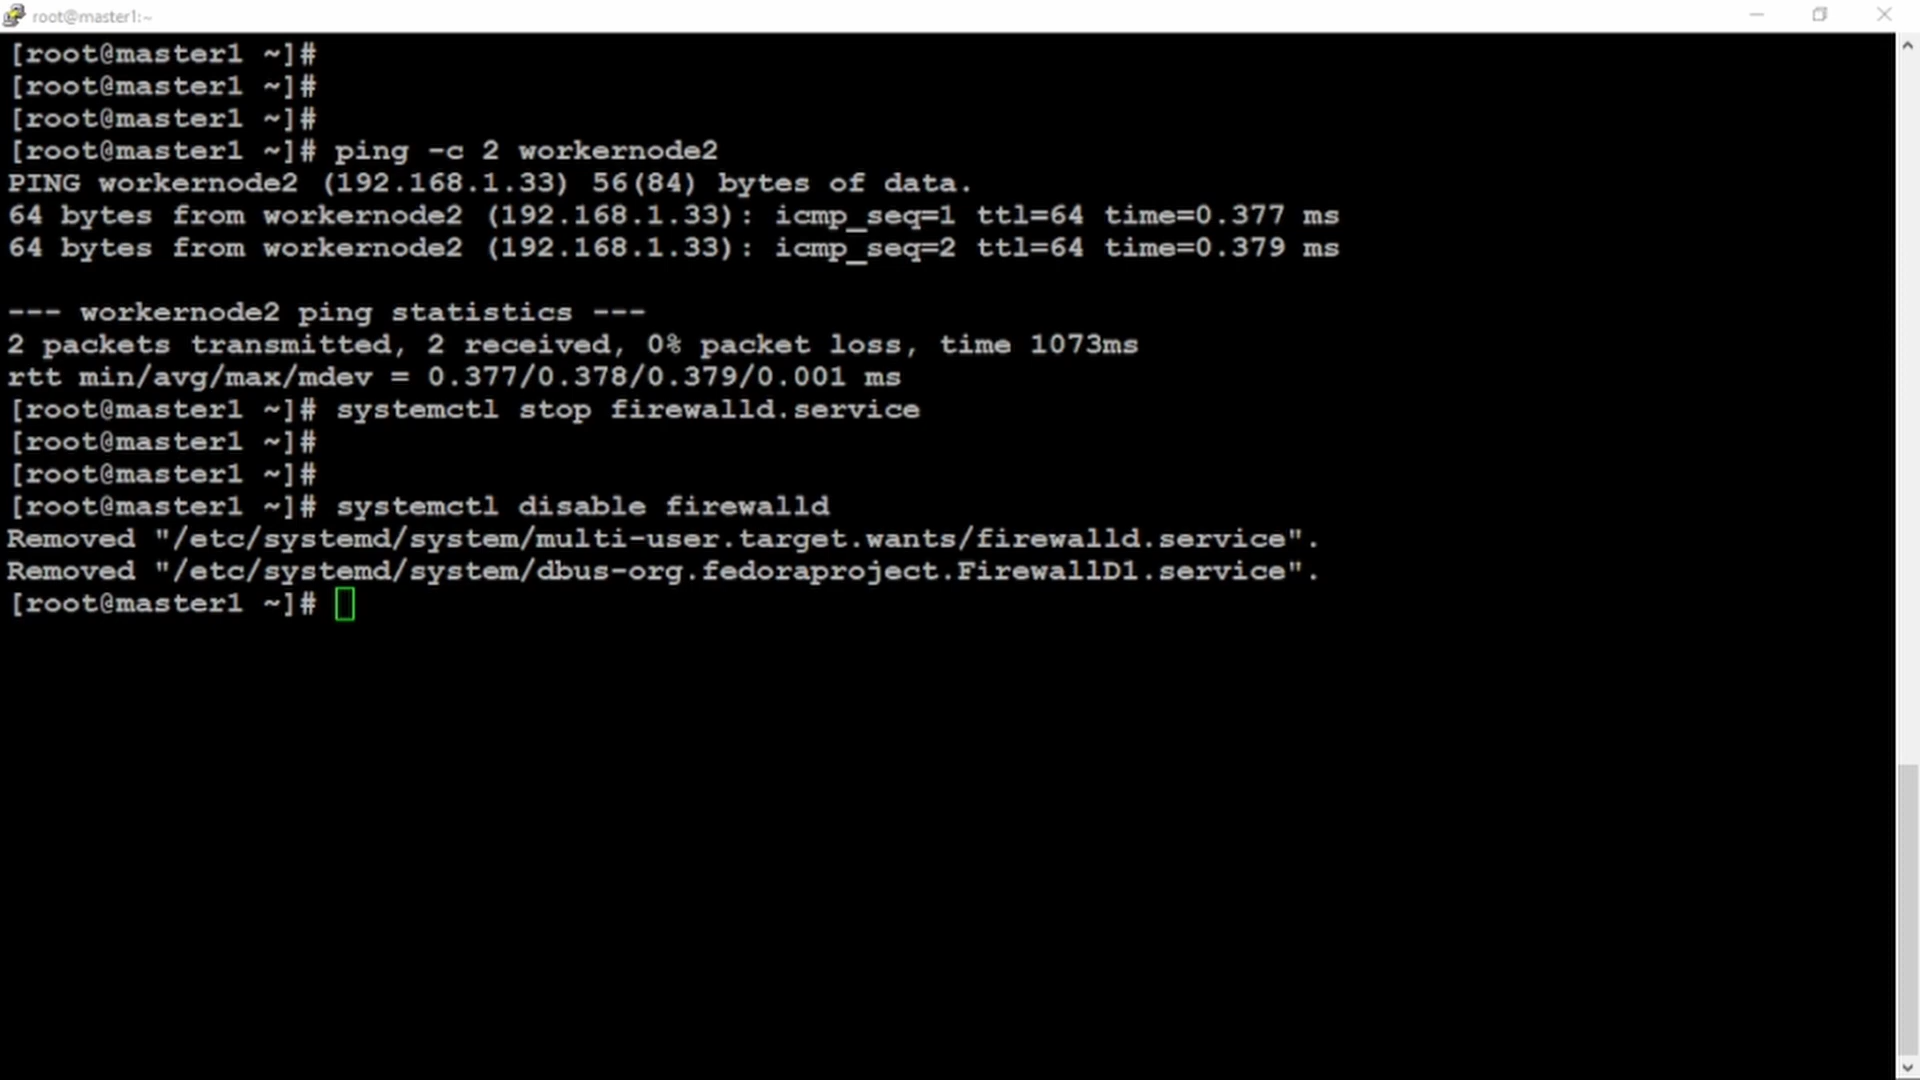 root@master1:~
[root@master1 ~]#
[root@master1 ~]#
[root@master1 ~]#
[root@master1 ~]# ping -c 2 workernode2
PING workernode2 (192.168.1.33) 56(84) bytes of data.
64 bytes from workernode2 (192.168.1.33): icmp_seq=1 ttl=64 time=0.377 ms
64 bytes from workernode2 (192.168.1.33): icmp_seq=2 ttl=64 time=0.379 ms
--- workernode2 ping statistics ---
2 packets transmitted, 2 received, 0% packet loss, time 1073ms
rtt min/avg/max/mdev = 0.377/0.378/0.379/0.001 ms
[root@master1 ~]# systemctl stop firewalld.service
[root@master1 ~]#
[root@master1 ~]#
[root@master1 ~]# systemctl disable firewalld
Removed "/etc/systemd/system/multi-user.target.wants/firewalld.service".
Removed "/etc/systemd/system/dbus-org.fedoraproject.FirewallD1.service".
[root@master1 ~]#